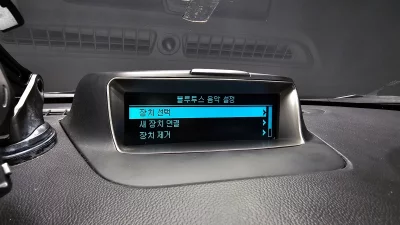 블루투스 음악 설정
장치 선택
새 장치 연결
장치 제거